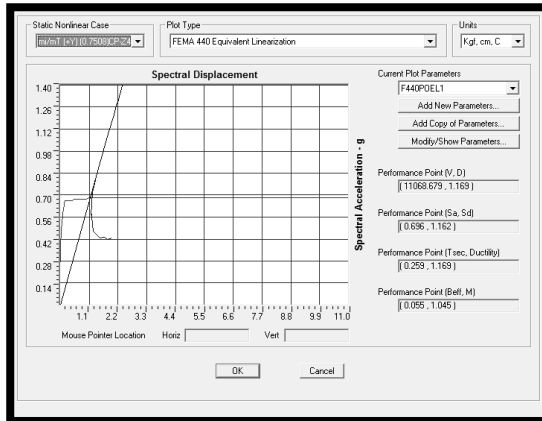 Static Nonlinear Case
Plot Type
FEMA 440 Equivalent Linearization
Units
Kgf, cm, C
Spectral Displacement
1.40
1.26
1.12
0.98
0.84
0.70
0.56
0.42
0.28
0.14
1.1 2.2 3.3 4.4 5.5 6.6 7.7 8.8 9.9 11.0
Spectral Acceleration - g
Mouse Pointer Location Horiz Vert
Current Plot Parameters
F440POEL1
Add New Parameters...
Add Copy of Parameters...
Modify/Show Parameters...
Performance Point (V, D)
( 11068.679 , 1.169 )
Performance Point (Sa, Sd)
( 0.696 , 1.162 )
Performance Point (Tsec, Ductility)
( 0.259 , 1.169 )
Performance Point (Beff, M)
( 0.055 , 1.045 )
OK
Cancel